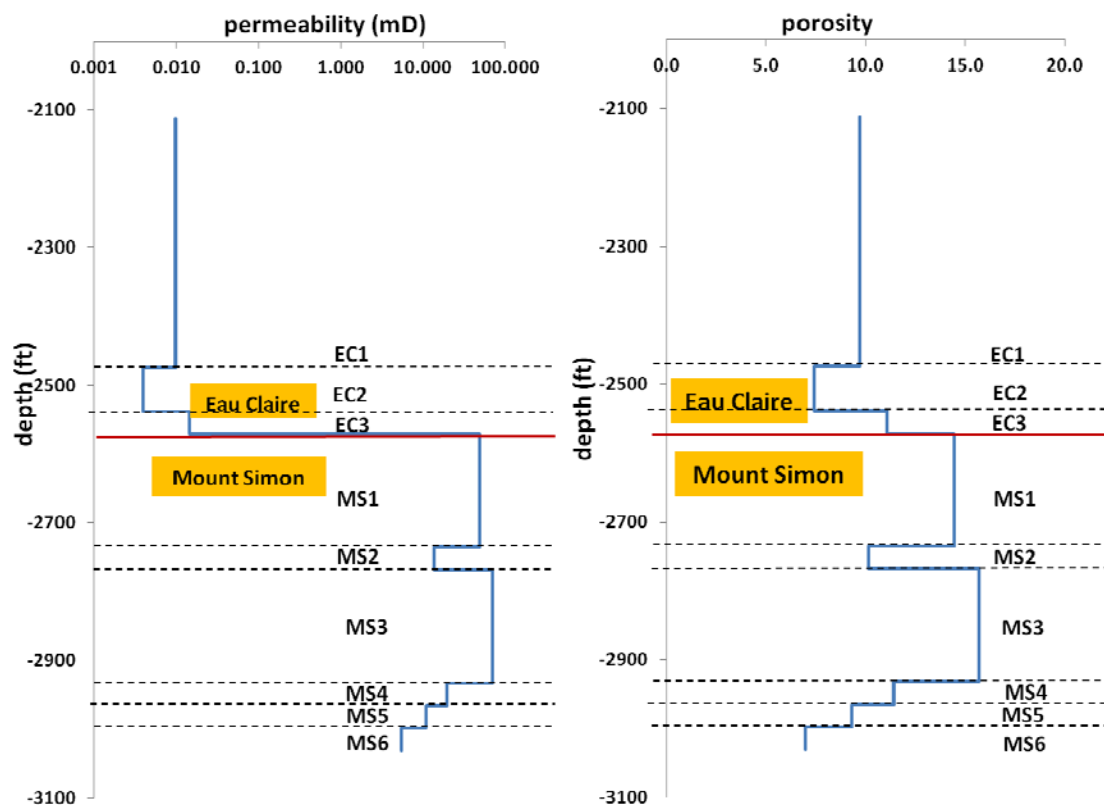 permeability (mD)
0.001 0.010 0.100 1.000 10.000 100.000
-2100
-2300
-2500
-2700
-2900
-3100
depth (ft)
EC1
EC2
Eau Claire
EC3
Mount Simon
MS1
MS2
MS3
MS4
MS5
MS6
porosity
0.0 5.0 10.0 15.0 20.0
-2100
-2300
-2500
-2700
-2900
-3100
depth (ft)
EC1
EC2
Eau Claire
EC3
Mount Simon
MS1
MS2
MS3
MS4
MS5
MS6